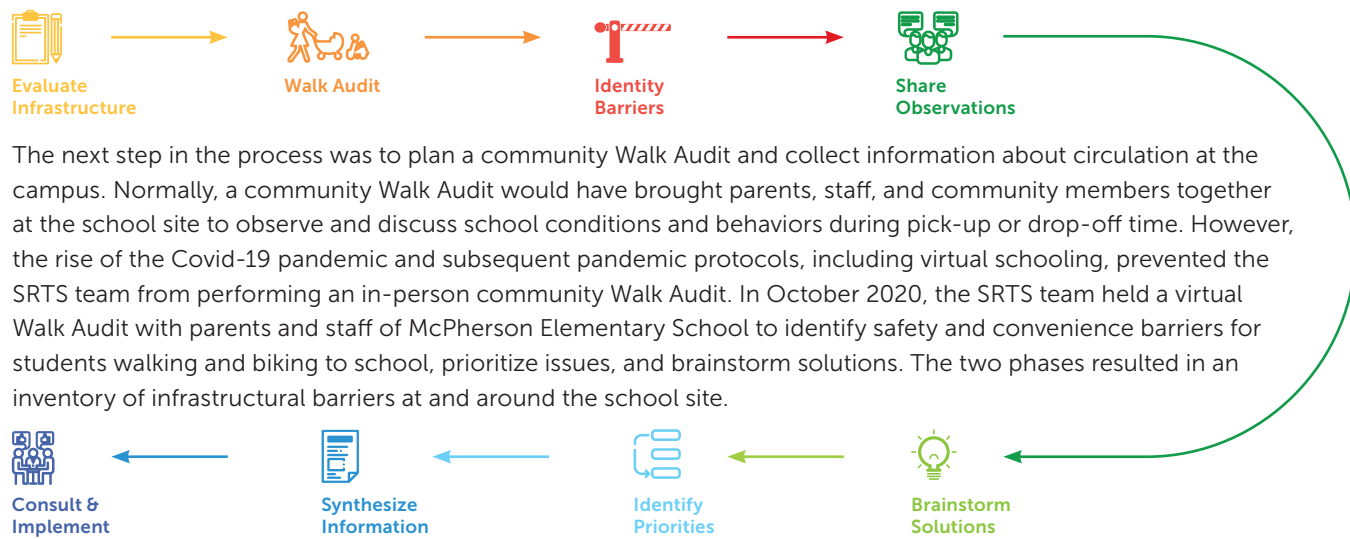 Evaluate
Infrastructure
Walk Audit
Identity
Barriers
Share
Observations
The next step in the process was to plan a community Walk Audit and collect information about circulation at the
campus. Normally, a community Walk Audit would have brought parents, staff, and community members together
at the school site to observe and discuss school conditions and behaviors during pick-up or drop-off time. However,
the rise of the Covid-19 pandemic and subsequent pandemic protocols, including virtual schooling, prevented the
SRTS team from performing an in-person community Walk Audit. In October 2020, the SRTS team held a virtual
Walk Audit with parents and staff of McPherson Elementary School to identify safety and convenience barriers for
students walking and biking to school, prioritize issues, and brainstorm solutions. The two phases resulted in an
inventory of infrastructural barriers at and around the school site.
Consult &
Implement
Synthesize
Information
Identify
Priorities
Brainstorm
Solutions